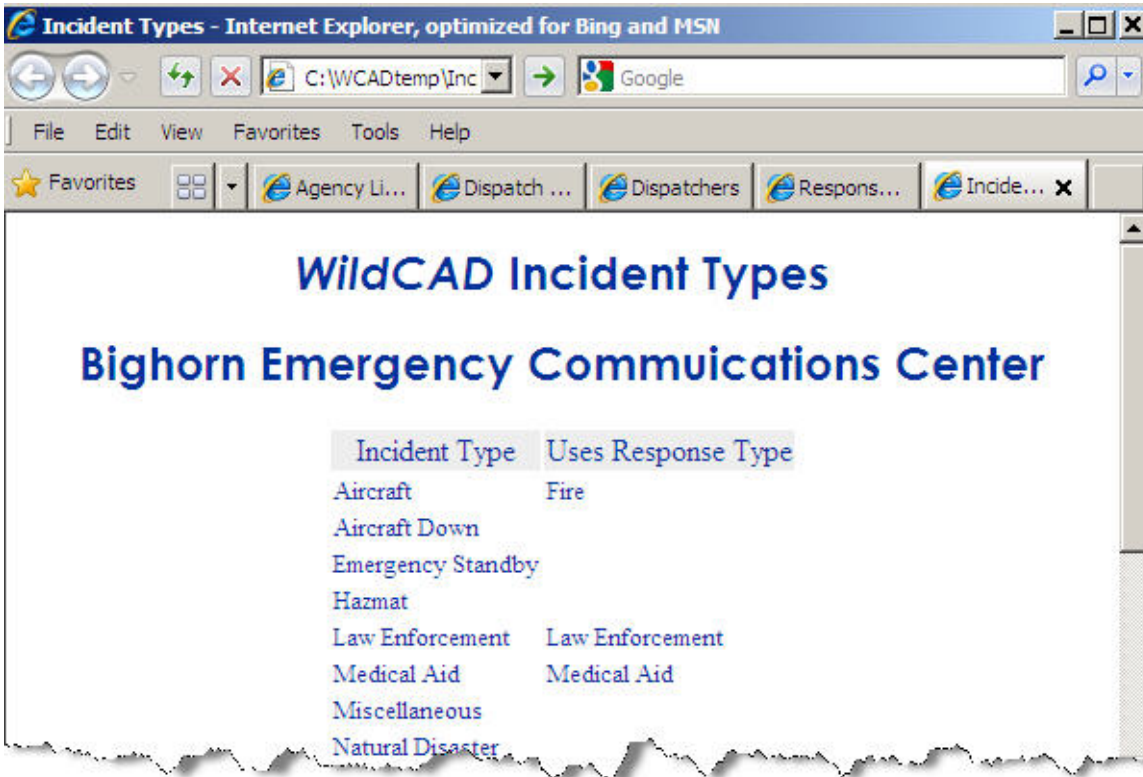 Incident Types - Internet Explorer, optimized for Bing and MSN
C:\WCADtemp\Inc Google
File Edit View Favorites Tools Help
Favorites Agency Li... Dispatch ... Dispatchers Respons... Incide...
WildCAD Incident Types
Bighorn Emergency Commuications Center
Incident Type Uses Response Type
Aircraft Fire
Aircraft Down
Emergency Standby
Hazmat
Law Enforcement Law Enforcement
Medical Aid Medical Aid
Miscellaneous
Natural Disaster